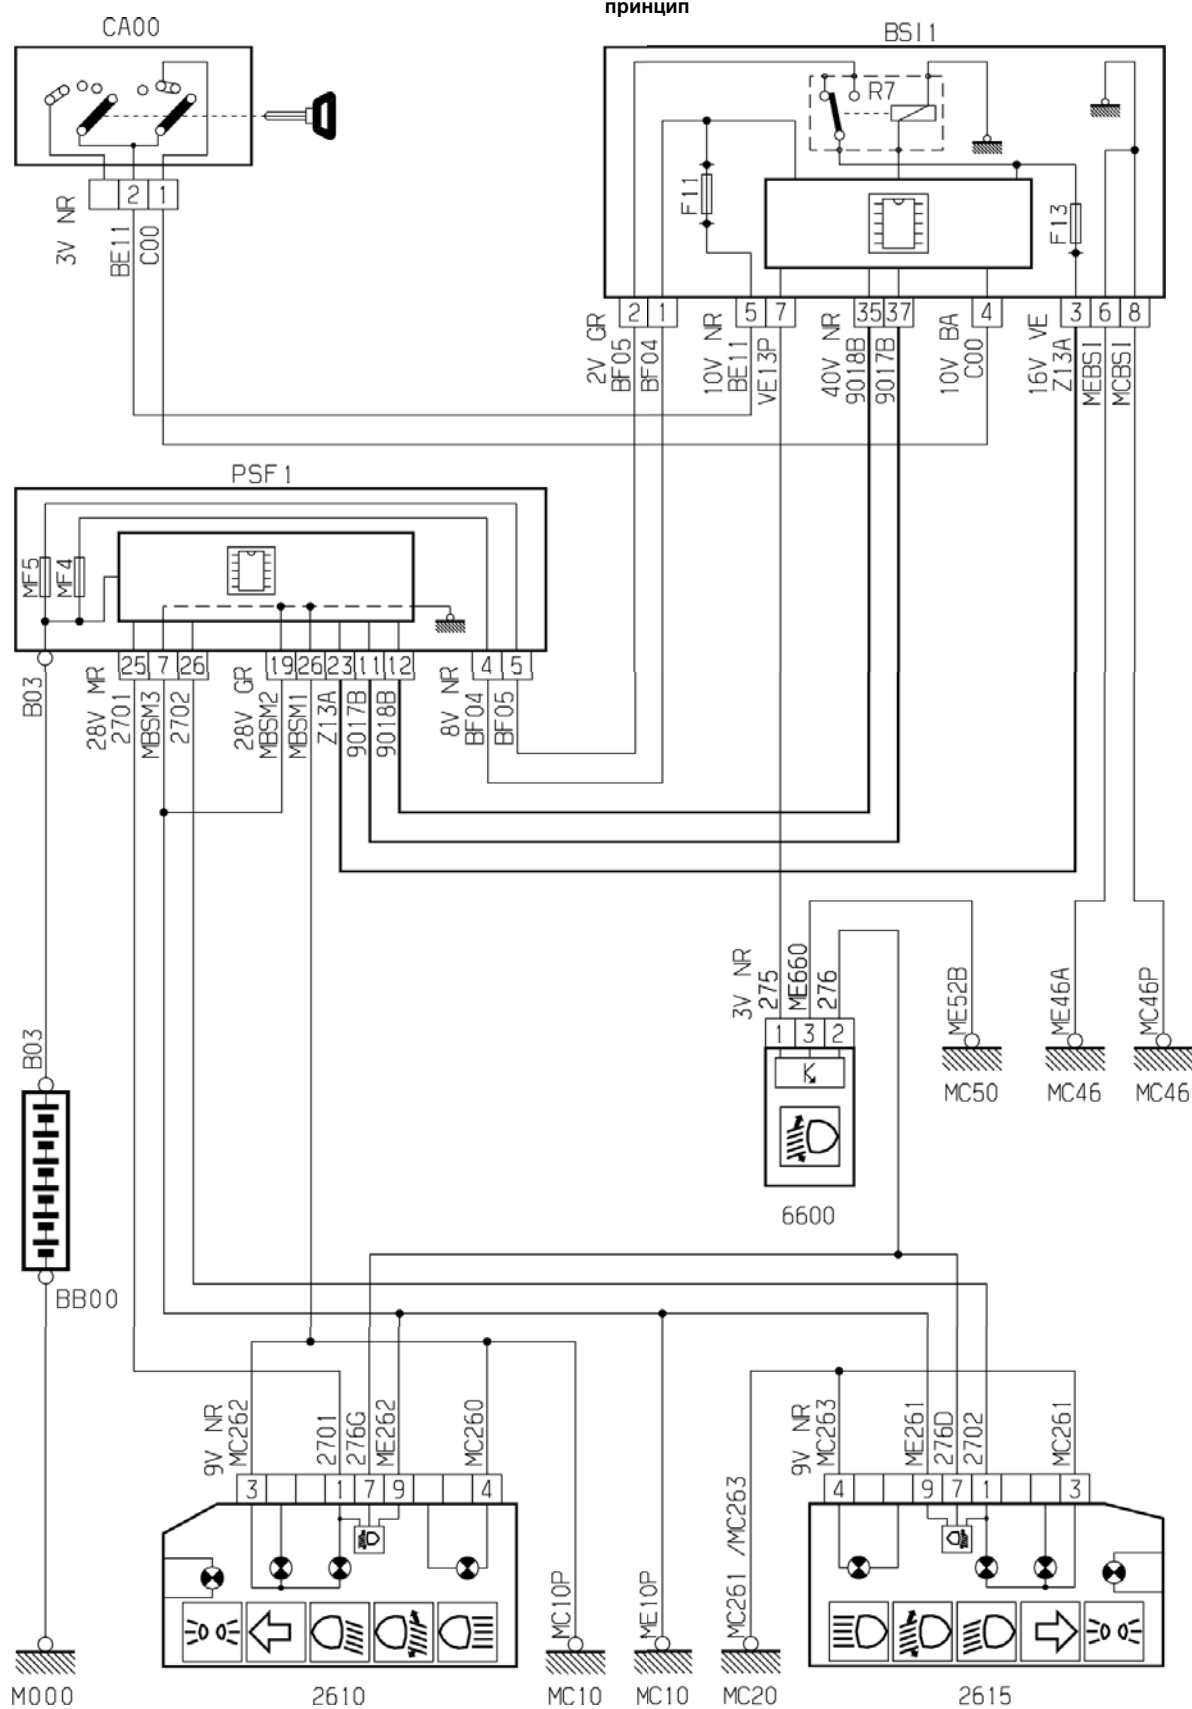 принцип
CA00
BSI1
R7
F11
F13
2 1
3V NR
BE11
C00
2 1 5 7 35 37 4 3 6 8
2V GR
BF05
BF04
10V NR
BE11
VE13P
40V NR
9018B
9017B
10V BA
C00
16V VE
Z13A
MEBSI
MCBSI
PSF1
MF5
MF4
25 7 26 19 26 23 11 12 4 5
B03
28V MR
2701
MBSM3
2702
28V GR
MBSM2
MBSM1
Z13A
9017B
9018B
8V NR
BF04
BF05
3V NR
275
ME660
276
ME52B
ME46A
MC46P
B03
1 3 2
K
MC50
MC46
MC46
6600
BB00
9V NR
MC262
2701
276G
ME262
MC260
9V NR
MC263
ME261
276D
2702
MC261
3 1 7 9 4
4 9 7 1 3
MC10P
ME10P
MC261 /MC263
M000
2610
MC10
MC10
MC20
2615